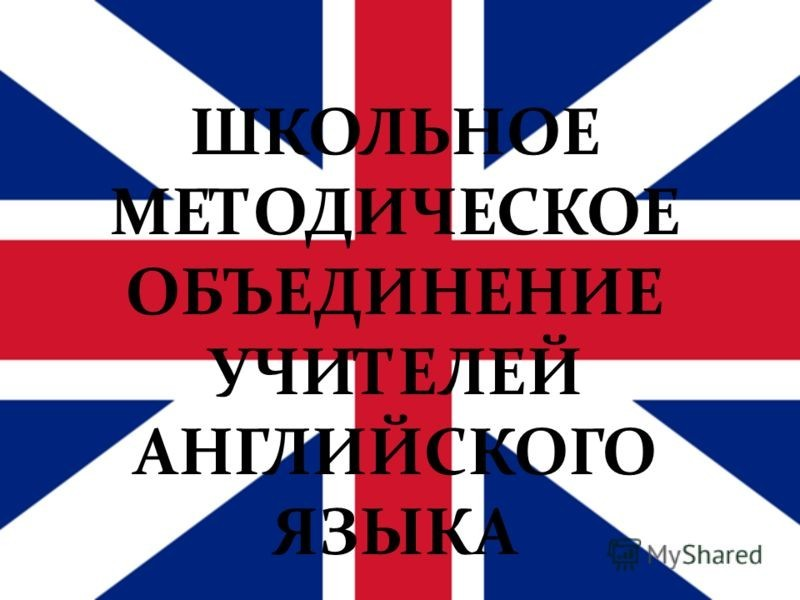 ШКОЛЬНОЕ
МЕТОДИЧЕСКОЕ
ОБЪЕДИНЕНИЕ
УЧИТЕЛЕЙ
АНГЛИЙСКОГО
ЯЗЫКА
MyShared